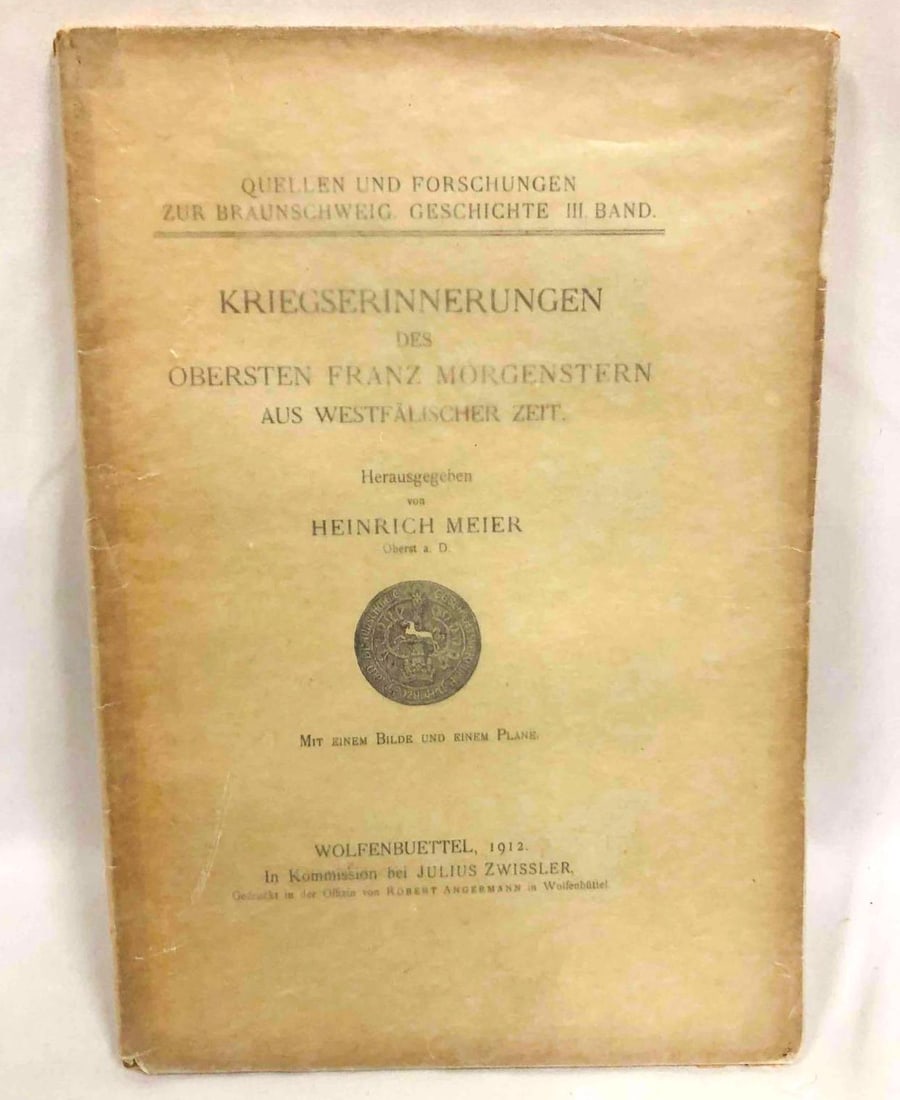 QUELLEN UND FORSCHUNGEN
ZUR BRAUNSCHWEIG. GESCHICHTE III. BAND.
KRIEGSERINNERUNGEN
DES
OBERSTEN FRANZ MORGENSTERN
AUS WESTFÄLISCHER ZEIT.
Herausgegeben
von
HEINRICH MEIER
Oberst a. D.
MIT EINEM BILDE UND EINEM PLANE.
WOLFENBUETTEL, 1912.
In Kommission bei JULIUS ZWISSLER,
Gedruckt in der Offizin von ROBERT ANGERMANN in Wolfenbüttel